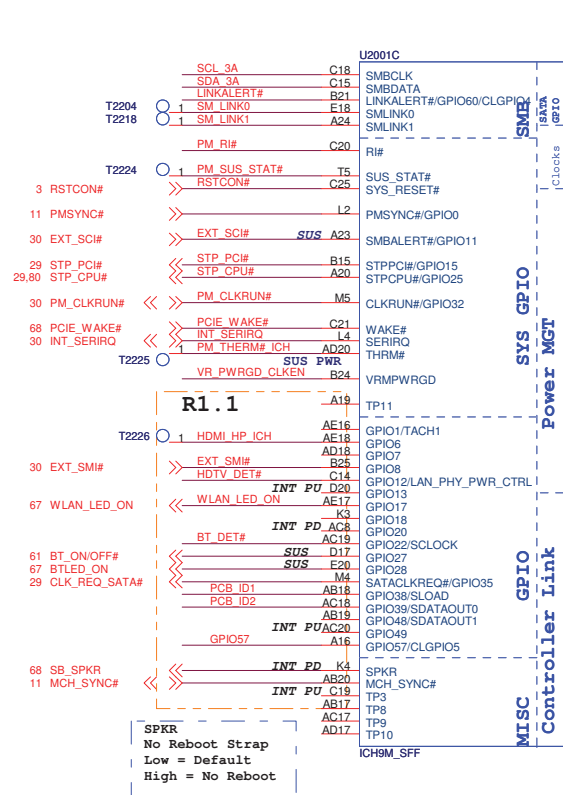 U2001C
SCL_3A C18 SMBCLK
SDA_3A C15 SMBDATA
LINKALERT# B21 LINKALERT#/GPIO60/CLGPIO4
T2204 1 SM_LINK0 E18 SMLINK0
T2218 1 SM_LINK1 A24 SMLINK1
SMB
SATA
GPIO
PM_RI# C20 RI#
T2224 1 PM_SUS_STAT# T5 SUS_STAT#
3 RSTCON# RSTCON# C25 SYS_RESET#
Clocks
11 PMSYNC# L2 PMSYNC#/GPIO0
30 EXT_SCI# EXT_SCI# SUS A23 SMBALERT#/GPIO11
29 STP_PCI# STP_PCI# B15 STPPCI#/GPIO15
29,80 STP_CPU# STP_CPU# A20 STPCPU#/GPIO25
30 PM_CLKRUN# PM_CLKRUN# M5 CLKRUN#/GPIO32
68 PCIE_WAKE# PCIE_WAKE# C21 WAKE#
30 INT_SERIRQ INT_SERIRQ L4 SERIRQ
T2225 1 PM_THERM#_ICH AD20 THRM#
SUS PWR
VR_PWRGD_CLKEN B24 VRMPWRGD
SYS GPIO
Power MGT
R1.1
A19 TP11
AE16 GPIO1/TACH1
T2226 1 HDMI_HP_ICH AE18 GPIO6
AD18 GPIO7
30 EXT_SMI# EXT_SMI# B25 GPIO8
HDTV_DET# C14 GPIO12/LAN_PHY_PWR_CTRL
INT PU D20 GPIO13
67 WLAN_LED_ON WLAN_LED_ON AE17 GPIO17
K3 GPIO18
INT PD AC8 GPIO20
BT_DET# AC19 GPIO22/SCLOCK
61 BT_ON/OFF# SUS D17 GPIO27
67 BTLED_ON SUS E20 GPIO28
29 CLK_REQ_SATA# M4 SATACLKREQ#/GPIO35
PCB_ID1 AB18 GPIO38/SLOAD
PCB_ID2 AC18 GPIO39/SDATAOUT0
AB19 GPIO48/SDATAOUT1
INT PU AC20 GPIO49
GPIO57 A16 GPIO57/CLGPIO5
GPIO
Controller Link
68 SB_SPKR INT PD K4 SPKR
11 MCH_SYNC# AB20 MCH_SYNC#
INT PU C19 TP3
AB17 TP8
AC17 TP9
AD17 TP10
MISC
ICH9M_SFF
SPKR
No Reboot Strap
Low = Default
High = No Reboot